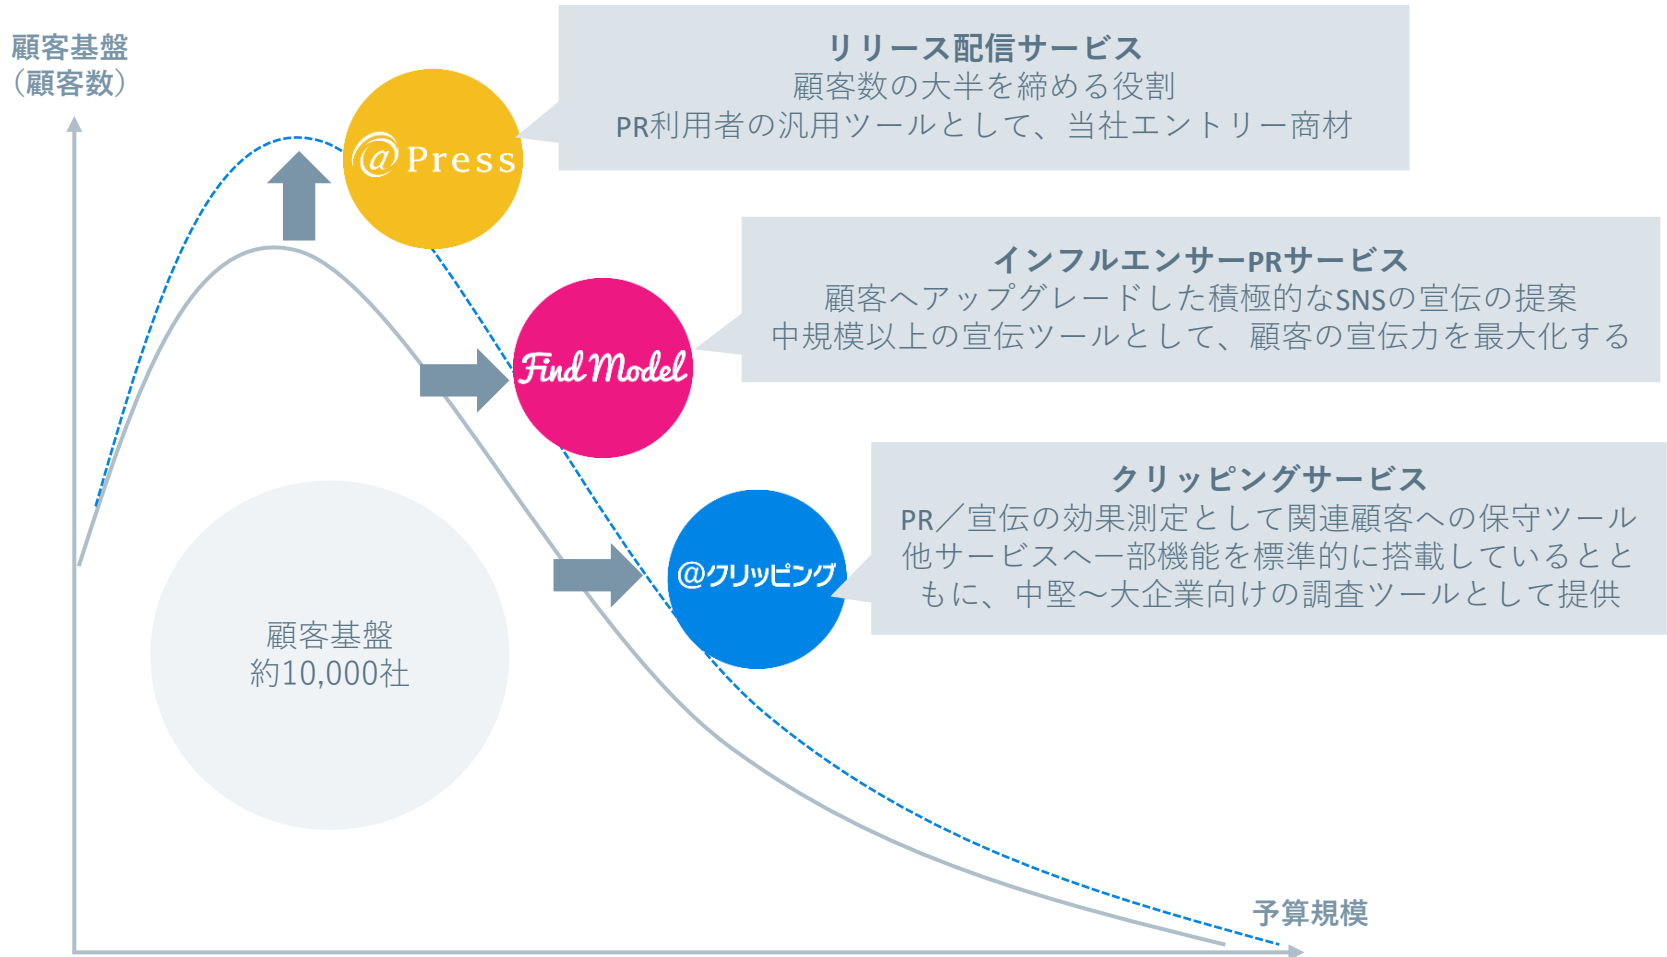 顧客基盤
（顧客数）
リリース配信サービス
顧客数の大半を締める役割
PR利用者の汎用ツールとして、当社エントリー商材
@Press
インフルエンサーPRサービス
顧客へアップグレードした積極的なSNSの宣伝の提案
中規模以上の宣伝ツールとして、顧客の宣伝力を最大化する
Find Model
クリッピングサービス
PR／宣伝の効果測定として関連顧客への保守ツール
他サービスへ一部機能を標準的に搭載しているとと
もに、中堅～大企業向けの調査ツールとして提供
@クリッピング
顧客基盤
約10,000社
予算規模